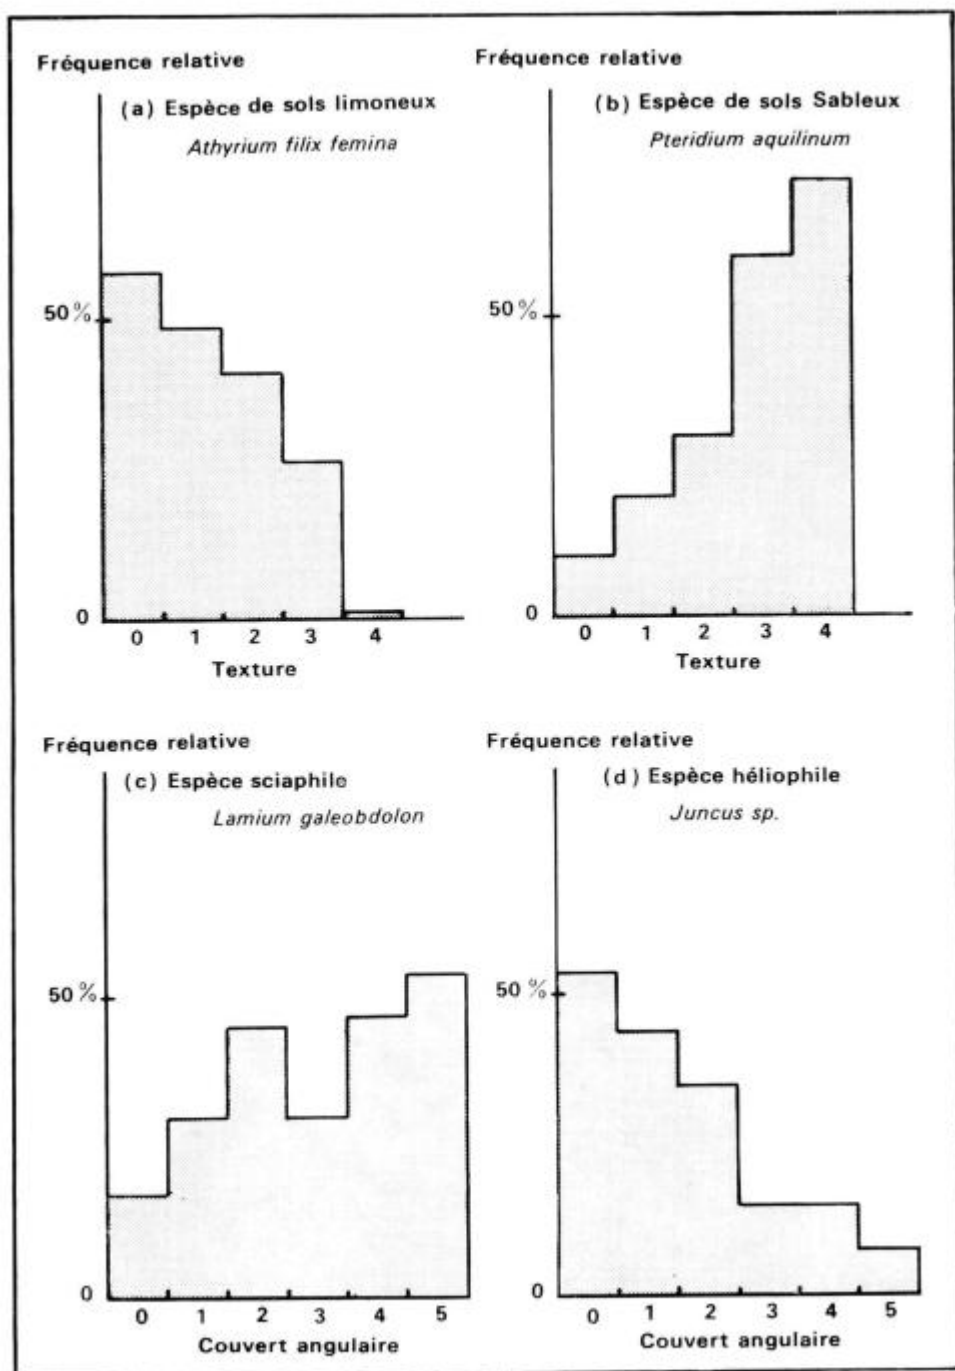 Fréquence relative
(a) Espèce de sols limoneux
Athyrium filix femina
50 %
0
0 1 2 3 4
Texture
Fréquence relative
(b) Espèce de sols Sableux
Pteridium aquilinum
50 %
0
0 1 2 3 4
Texture
Fréquence relative
(c) Espèce sciaphile
Lamium galeobdolon
50 %
0
0 1 2 3 4 5
Couvert angulaire
Fréquence relative
(d) Espèce héliophile
Juncus sp.
50 %
0
0 1 2 3 4 5
Couvert angulaire